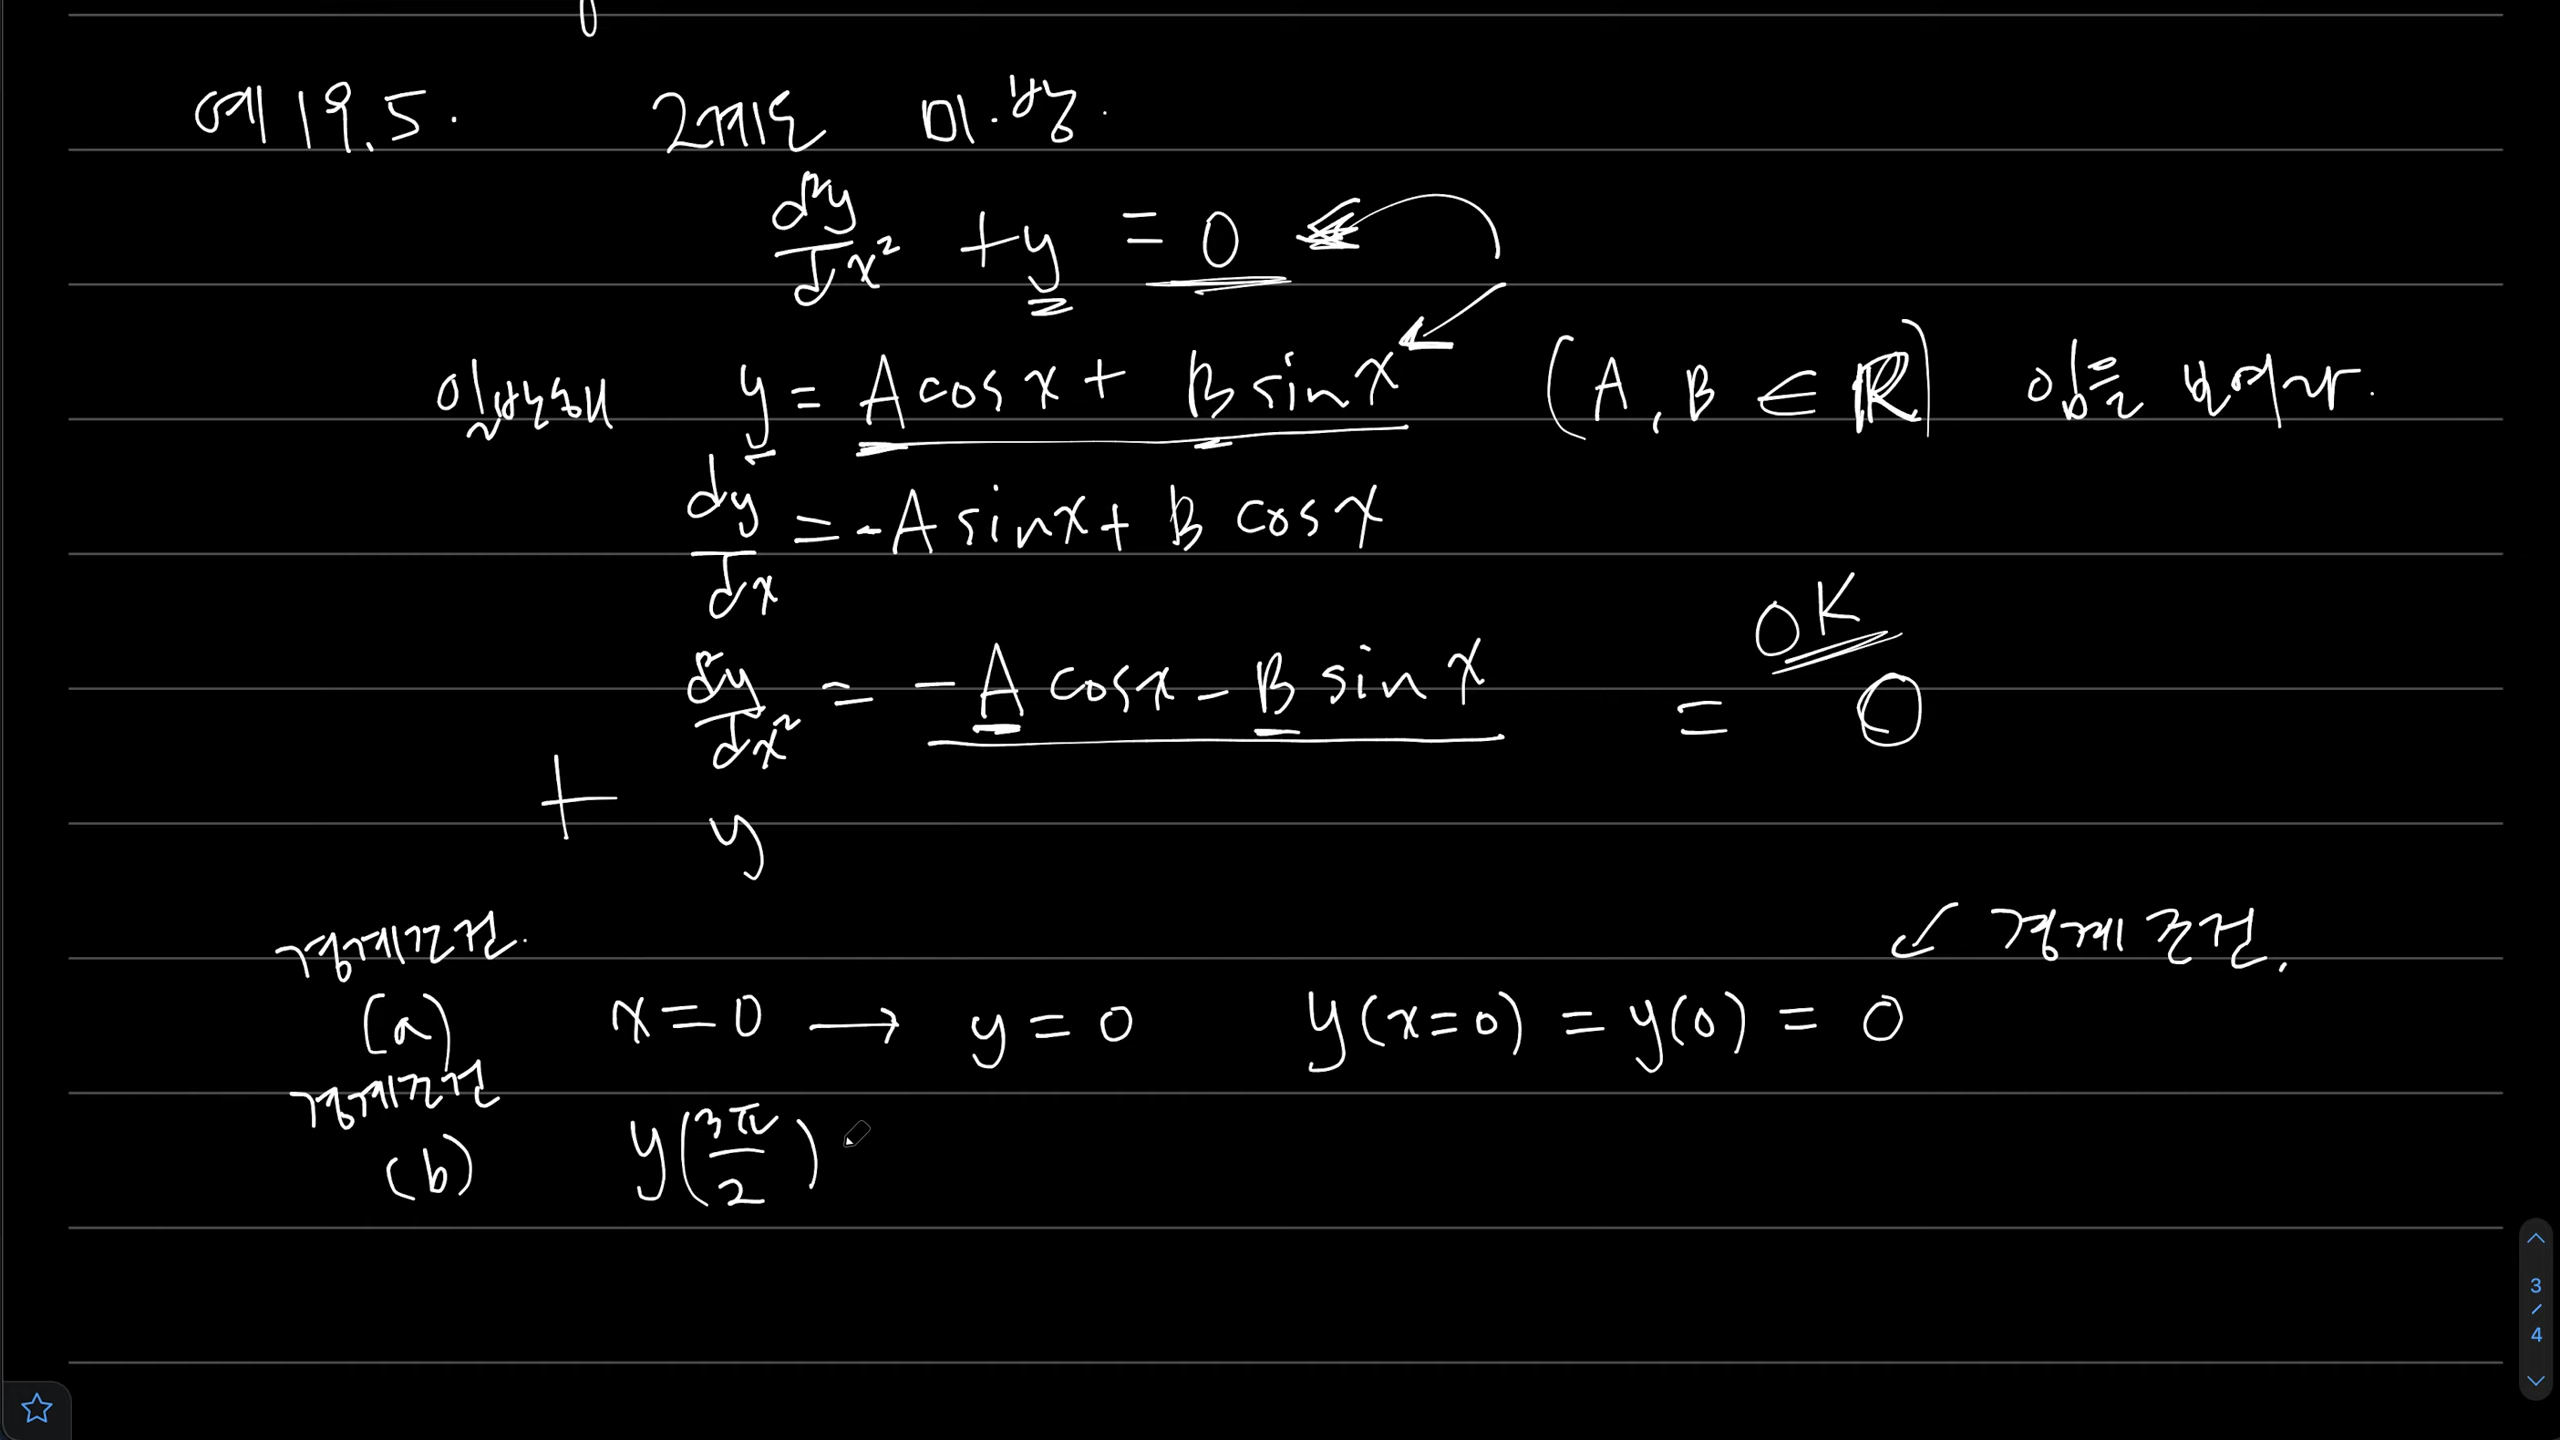 예 19.5. 2계도 미.방.
d²y/dx² + y = 0
일반해 y = A cos x + B sin x (A, B ∈ ℝ) 임을 보여라.
dy/dx = -A sin x + B cos x
OK
d²y/dx² = -A cos x - B sin x = 0
+ y
경계조건. 경계 조건.
(a) x = 0 → y = 0 y(x=0) = y(0) = 0
경계조건
(b) y(3π/2)
3
/
4